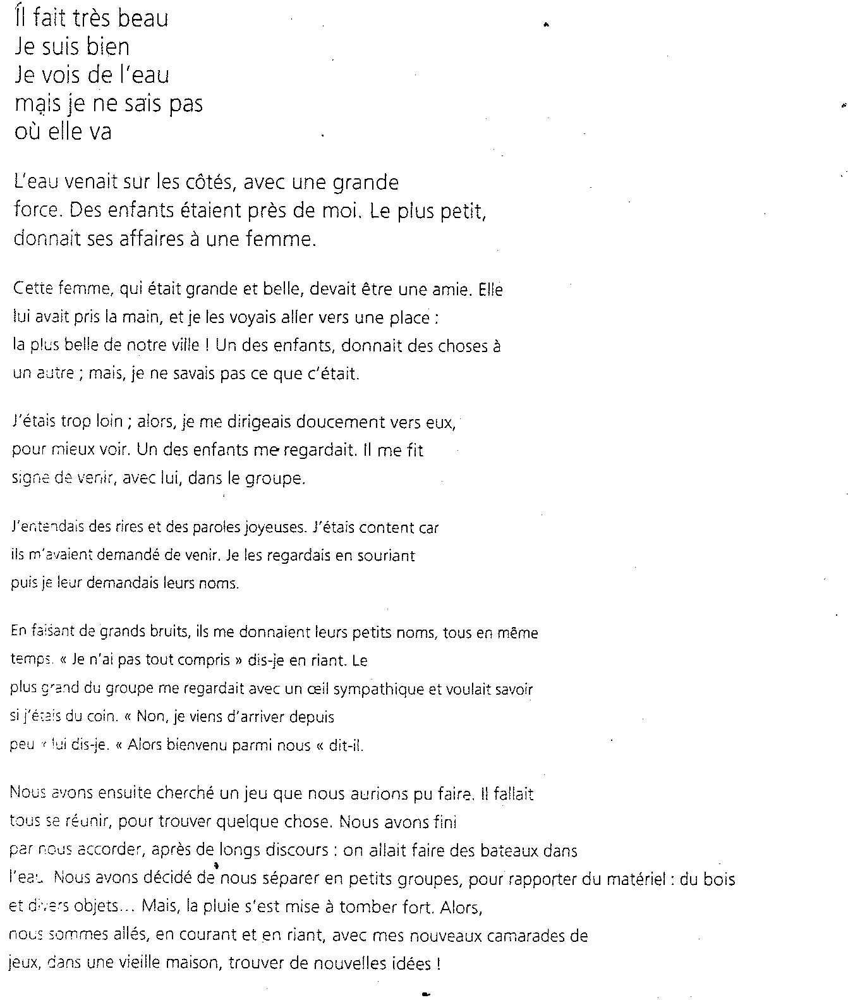 Il fait très beau
Je suis bien
Je vois de l'eau
mais je ne sais pas
où elle va
L'eau venait sur les côtés, avec une grande
force. Des enfants étaient près de moi. Le plus petit,
donnait ses affaires à une femme.
Cette femme, qui était grande et belle, devait être une amie. Elle
lui avait pris la main, et je les voyais aller vers une place :
la plus belle de notre ville ! Un des enfants, donnait des choses à
un autre ; mais, je ne savais pas ce que c'était.
J'étais trop loin ; alors, je me dirigeais doucement vers eux,
pour mieux voir. Un des enfants me regardait. Il me fit
signe de venir, avec lui, dans le groupe.
J'entendais des rires et des paroles joyeuses. J'étais content car
ils m'avaient demandé de venir. Je les regardais en souriant
puis je leur demandais leurs noms.
En faisant de grands bruits, ils me donnaient leurs petits noms, tous en même
temps. « Je n'ai pas tout compris » dis-je en riant. Le
plus grand du groupe me regardait avec un œil sympathique et voulait savoir
si j'étais du coin. « Non, je viens d'arriver depuis
peu « lui dis-je. « Alors bienvenu parmi nous « dit-il.
Nous avons ensuite cherché un jeu que nous aurions pu faire. Il fallait
tous se réunir, pour trouver quelque chose. Nous avons fini
par nous accorder, après de longs discours : on allait faire des bateaux dans
l'eau. Nous avons décidé de nous séparer en petits groupes, pour rapporter du matériel : du bois
et divers objets... Mais, la pluie s'est mise à tomber fort. Alors,
nous sommes allés, en courant et en riant, avec mes nouveaux camarades de
jeux, dans une vieille maison, trouver de nouvelles idées !